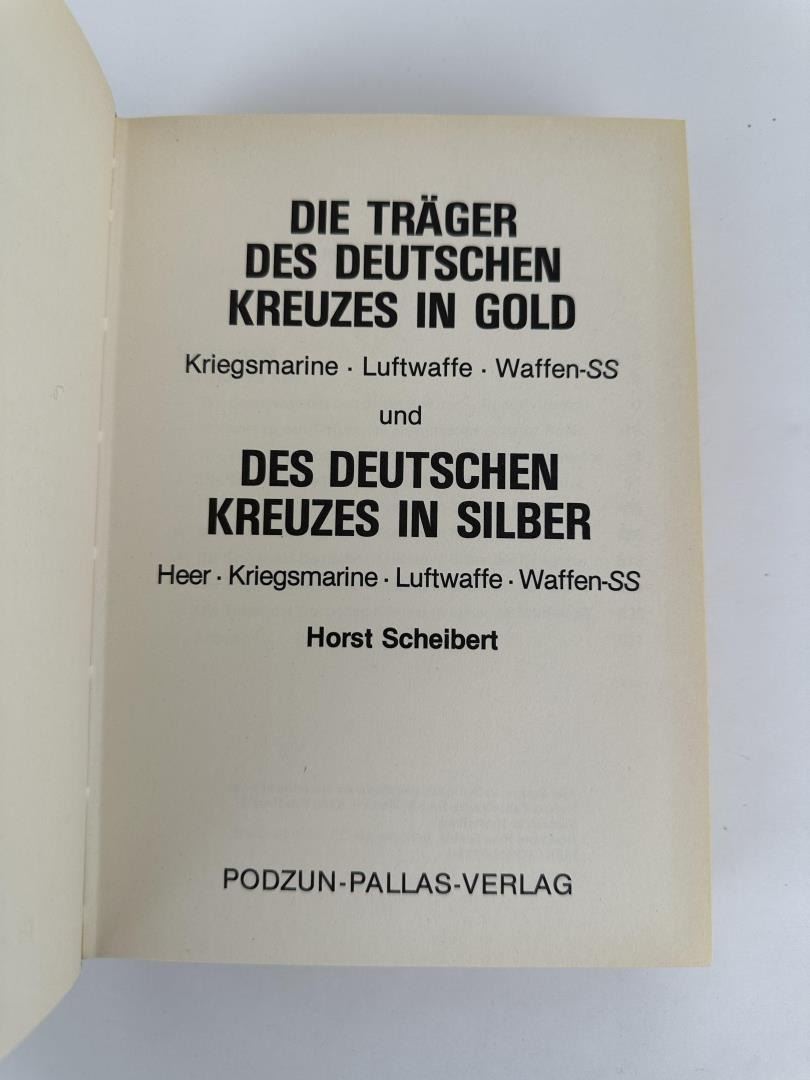 DIE TRÄGER
DES DEUTSCHEN
KREUZES IN GOLD
Kriegsmarine · Luftwaffe · Waffen-SS
und
DES DEUTSCHEN
KREUZES IN SILBER
Heer · Kriegsmarine · Luftwaffe · Waffen-SS
Horst Scheibert
PODZUN-PALLAS-VERLAG